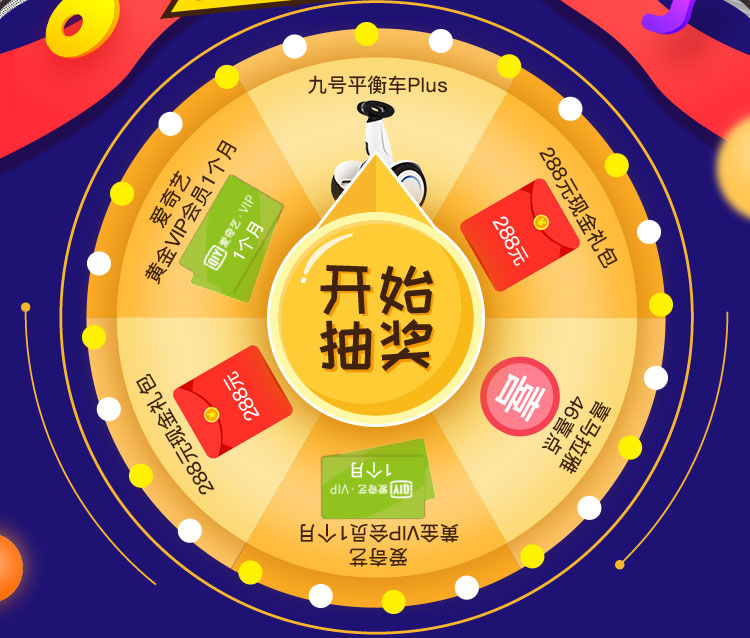 九号平衡车Plus
288元现金礼包
288元
喜马拉雅
46喜点
喜
爱奇艺
黄金VIP会员1个月
iQIYI 爱奇艺·VIP
1个月
288元现金礼包
288元
爱奇艺
黄金VIP会员1个月
iQIYI 爱奇艺·VIP
1个月
开始
抽奖